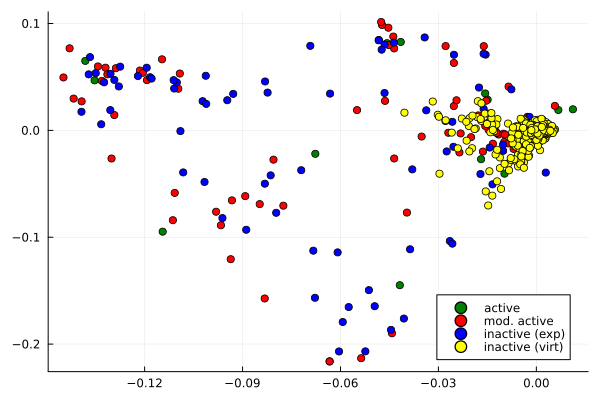 0.1
0.0
−0.1
−0.2
−0.12
−0.09
−0.06
−0.03
0.00
active
mod. active
inactive (exp)
inactive (virt)